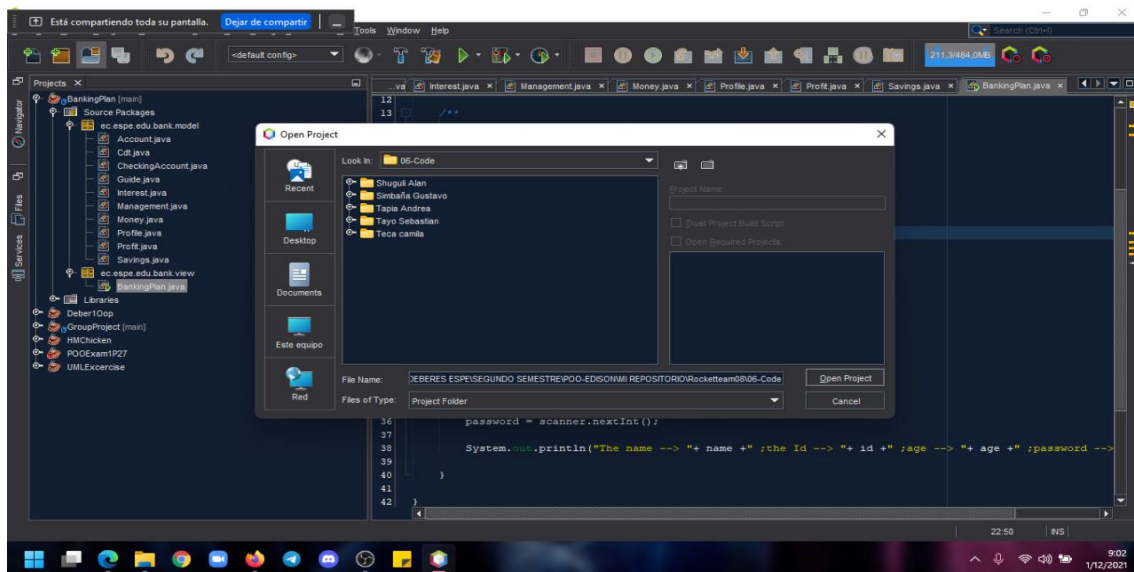 Está compartiendo toda su pantalla. Dejar de compartir
Tools Window Help
Search (Ctrl+I)
<default config>
211,3/484,0MB
Projects
...va Interest.java Management.java Money.java Profile.java Profit.java Savings.java BankingPlan.java
Navigator
Files
Services
BankingPlan [main]
Source Packages
ec.espe.edu.bank.model
Account.java
Cdt.java
CheckingAccount.java
Guide.java
Interest.java
Management.java
Money.java
Profile.java
Profit.java
Savings.java
ec.espe.edu.bank.view
BankingPlan.java
Libraries
Deber1Oop
GroupProject [main]
HMChicken
POOExam1P27
UMLExcercise
12
13 /**
Open Project
Look In: 06-Code
Recent
Desktop
Documents
Este equipo
Red
Shuguli Alan
Simbaña Gustavo
Tapia Andrea
Tayo Sebastian
Teca camila
Project Name:
Trust Project Build Script
Open Required Projects:
File Name: DEBERES ESPE\SEGUNDO SEMESTRE\POO-EDISON\MI REPOSITORIO\Rocketteam08\06-Code
Open Project
Files of Type: Project Folder
Cancel
36 password = scanner.nextInt();
37
38 System.out.println("The name --> "+ name +" ;the Id --> "+ id +" ;age --> "+ age +" ;password -->
39
40 }
41
42 }
22:50 INS
9:02
1/12/2021